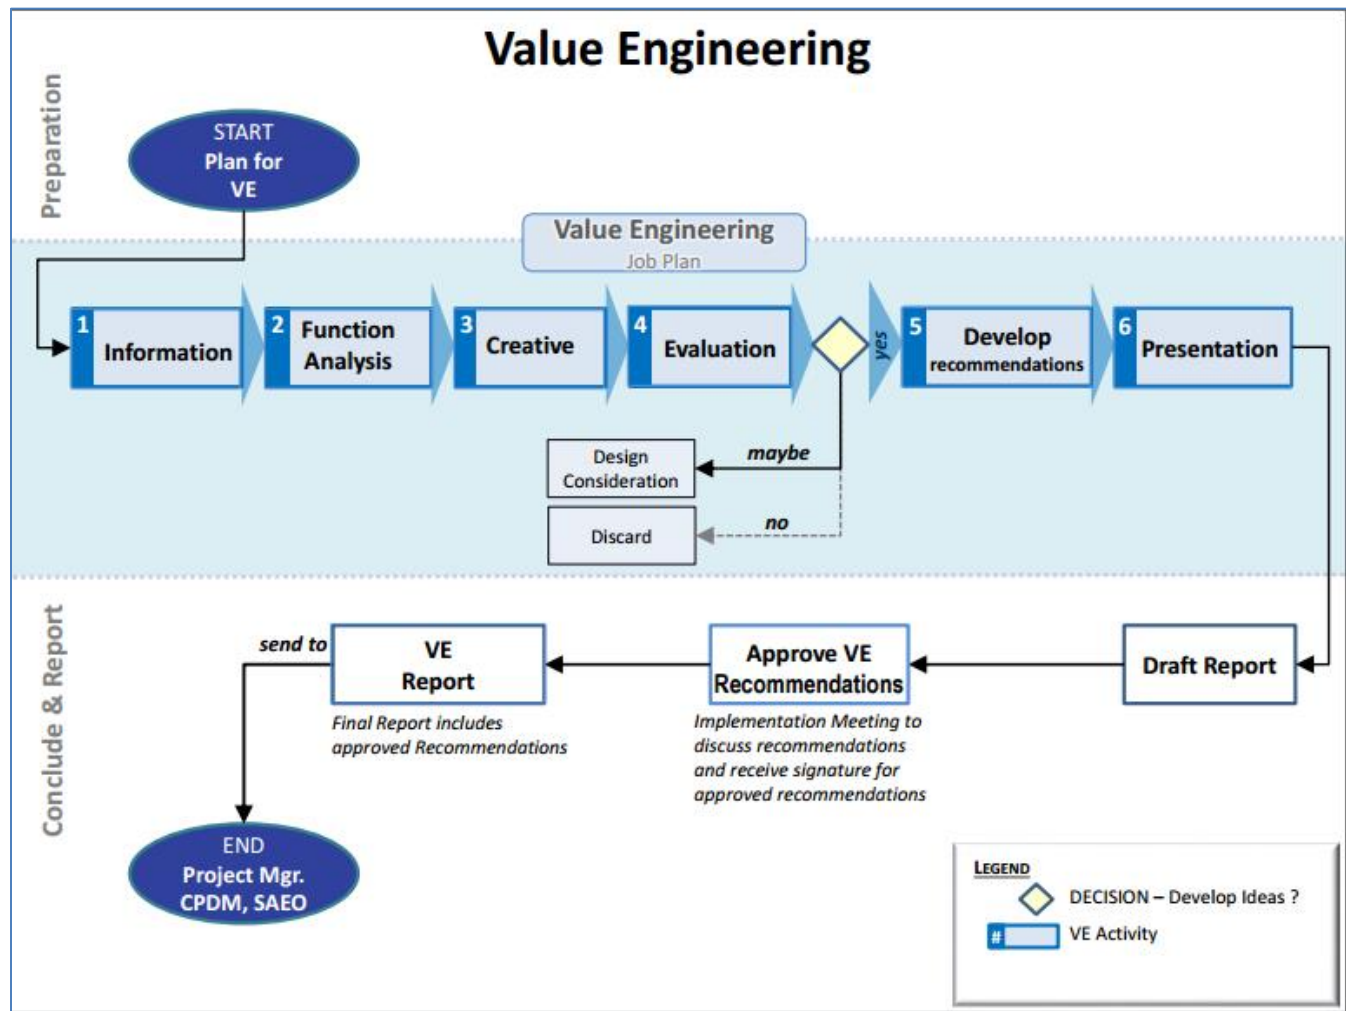 Value Engineering
Preparation
START
Plan for
VE
Value Engineering
Job Plan
1
Information
2
Function
Analysis
3
Creative
4
Evaluation
yes
5
Develop
recommendations
6
Presentation
Design
Consideration
maybe
Discard
no
Conclude & Report
send to
VE
Report
Final Report includes
approved Recommendations
Approve VE
Recommendations
Implementation Meeting to
discuss recommendations
and receive signature for
approved recommendations
Draft Report
END
Project Mgr.
CPDM, SAEO
LEGEND
DECISION – Develop Ideas ?
#
VE Activity